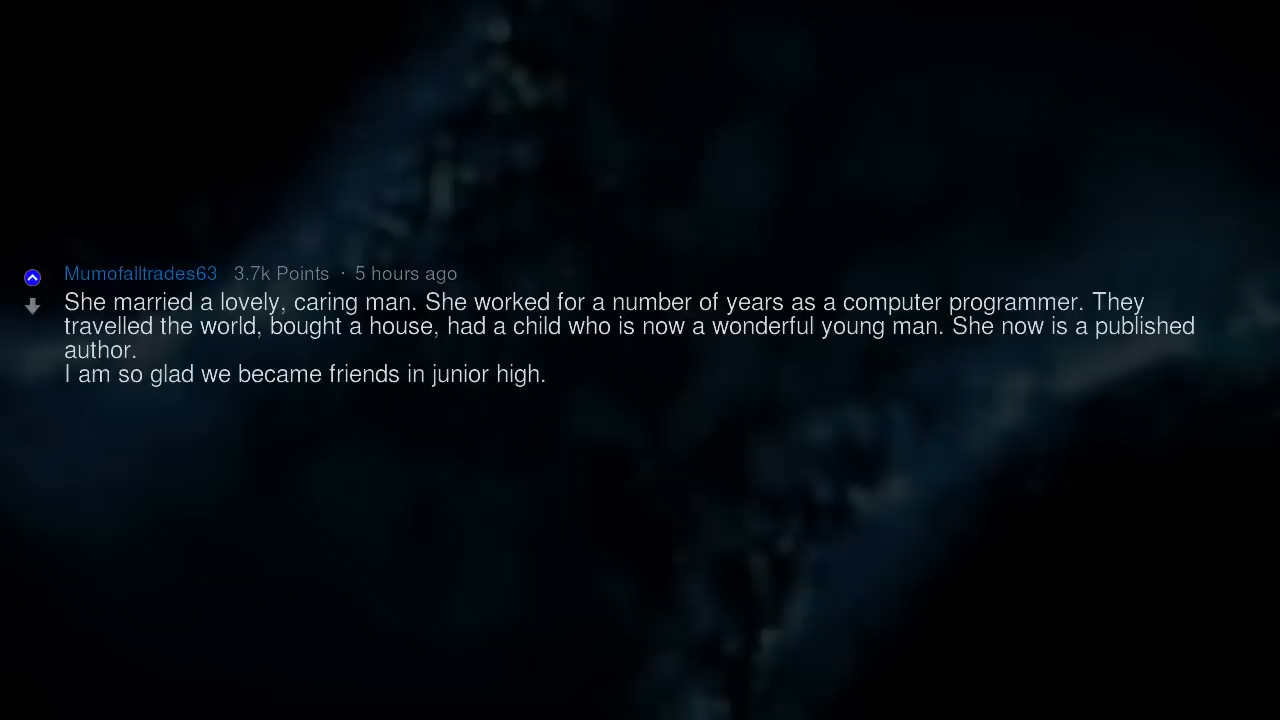 Mumofalltrades63 3.7k Points · 5 hours ago
She married a lovely, caring man. She worked for a number of years as a computer programmer. They
travelled the world, bought a house, had a child who is now a wonderful young man. She now is a published
author.
I am so glad we became friends in junior high.